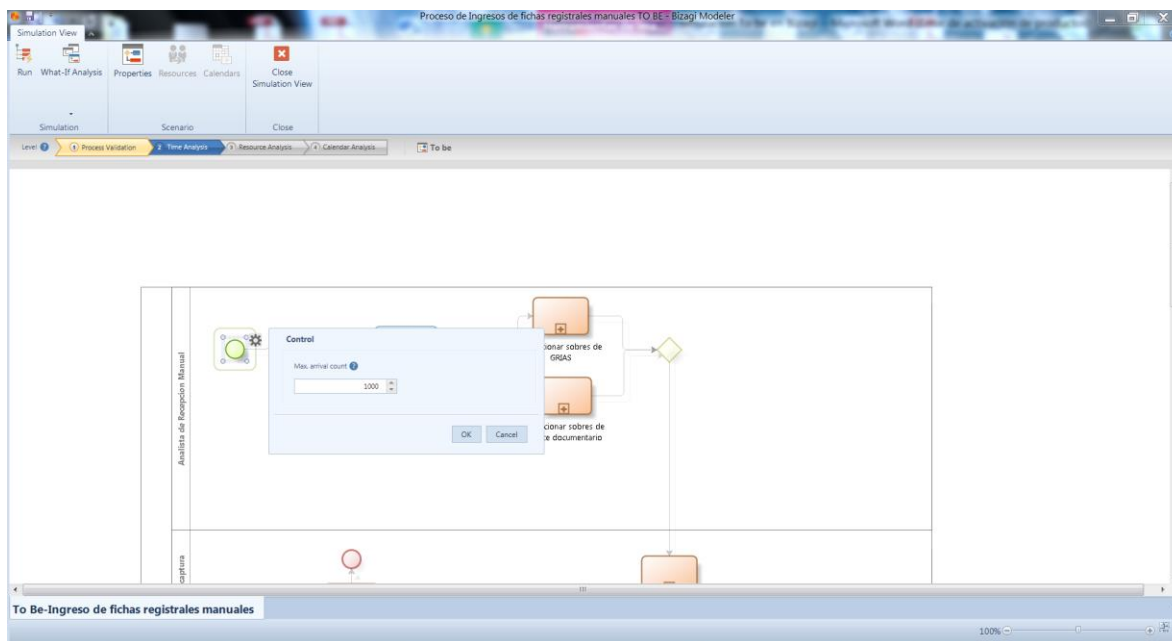 Proceso de Ingresos de fichas registrales manuales TO BE - Bizagi Modeler
Simulation View
Run
What-If Analysis
Properties
Resources
Calendars
Close
Simulation View
Simulation
Scenario
Close
Level
1 Process Validation
2 Time Analysis
3 Resource Analysis
4 Calendar Analysis
To be
Analista de Recepcion Manual
Control
Max. arrival count
1000
OK
Cancel
ionar sobres de
GRIAS
cionar sobres de
te documentario
captura
To Be-Ingreso de fichas registrales manuales
100%